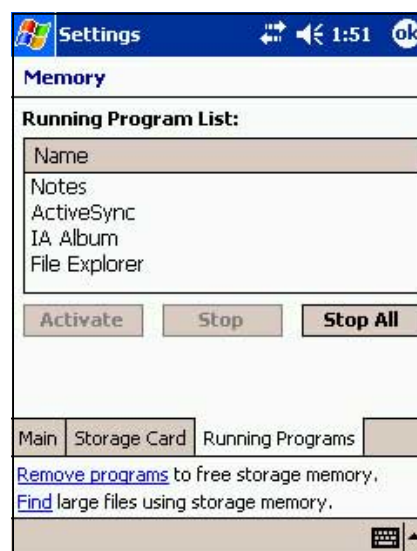 Settings 1:51 ok
Memory
Running Program List:
Name
Notes
ActiveSync
IA Album
File Explorer
Activate Stop Stop All
Main Storage Card Running Programs
Remove programs to free storage memory.
Find large files using storage memory.